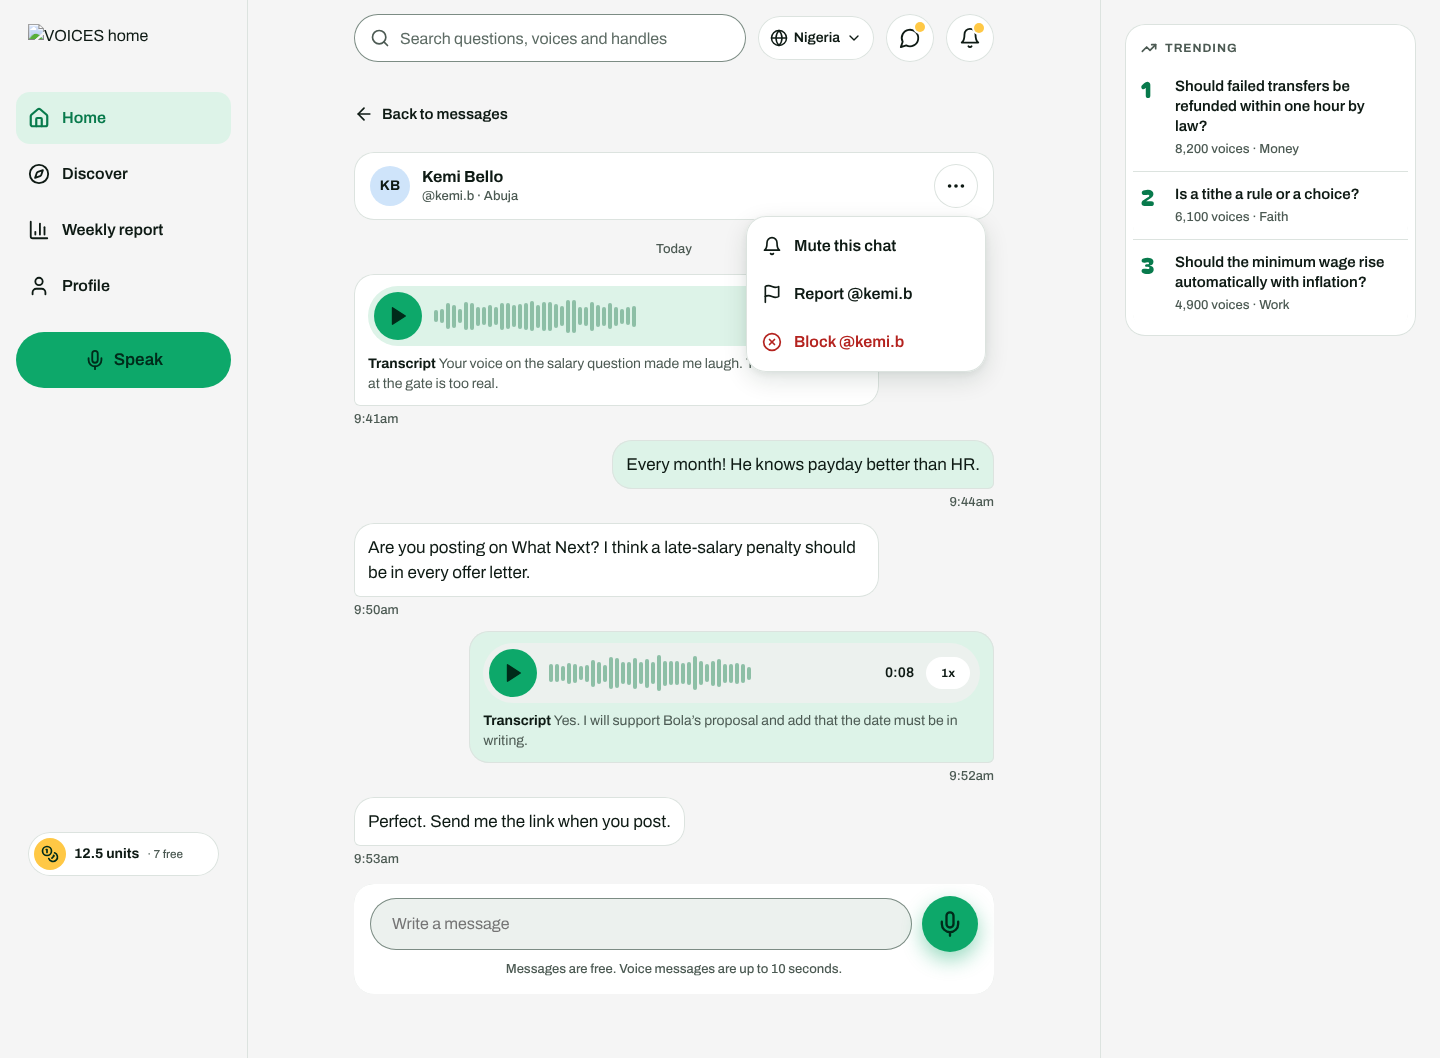 VOICES home
Search questions, voices and handles
Nigeria
Home
Discover
Weekly report
Profile
Speak
12.5 units · 7 free
Back to messages
KB
Kemi Bello
@kemi.b · Abuja
Mute this chat
Report @kemi.b
Block @kemi.b
Today
Transcript Your voice on the salary question made me laugh.
at the gate is too real.
9:41am
Every month! He knows payday better than HR.
9:44am
Are you posting on What Next? I think a late-salary penalty should
be in every offer letter.
9:50am
0:08
1x
Transcript Yes. I will support Bola's proposal and add that the date must be in
writing.
9:52am
Perfect. Send me the link when you post.
9:53am
Write a message
Messages are free. Voice messages are up to 10 seconds.
TRENDING
1
Should failed transfers be
refunded within one hour by
law?
8,200 voices · Money
2
Is a tithe a rule or a choice?
6,100 voices · Faith
3
Should the minimum wage rise
automatically with inflation?
4,900 voices · Work